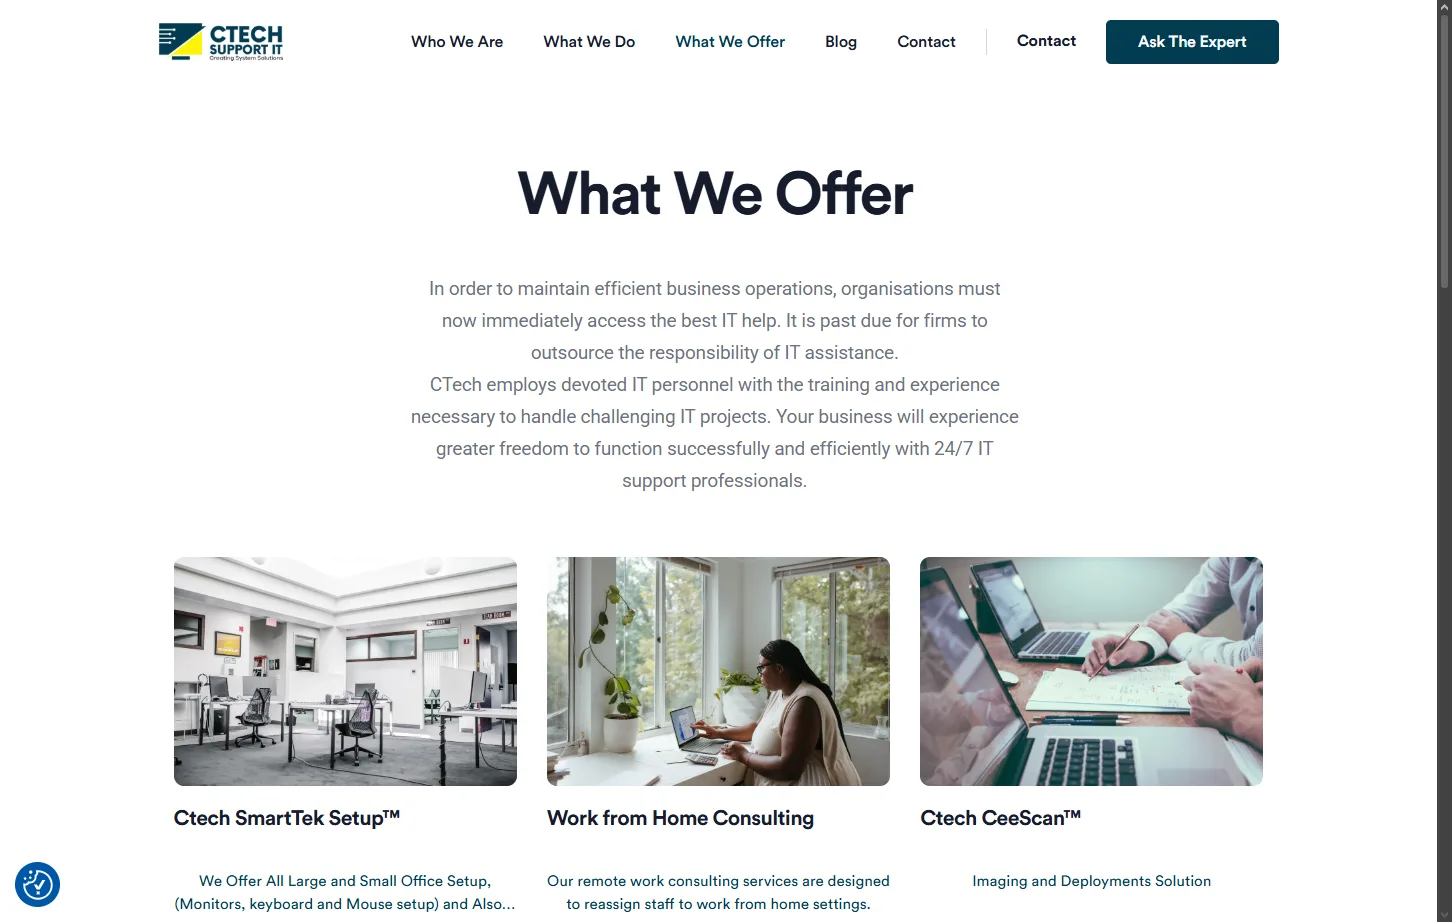 CTECH
SUPPORT IT
Creating System Solutions
Who We Are
What We Do
What We Offer
Blog
Contact
Contact
Ask The Expert
What We Offer
In order to maintain efficient business operations, organisations must
now immediately access the best IT help. It is past due for firms to
outsource the responsibility of IT assistance.
CTech employs devoted IT personnel with the training and experience
necessary to handle challenging IT projects. Your business will experience
greater freedom to function successfully and efficiently with 24/7 IT
support professionals.
Ctech SmartTek Setup™
Work from Home Consulting
Ctech CeeScan™
We Offer All Large and Small Office Setup,
(Monitors, keyboard and Mouse setup) and Also...
Our remote work consulting services are designed
to reassign staff to work from home settings.
Imaging and Deployments Solution